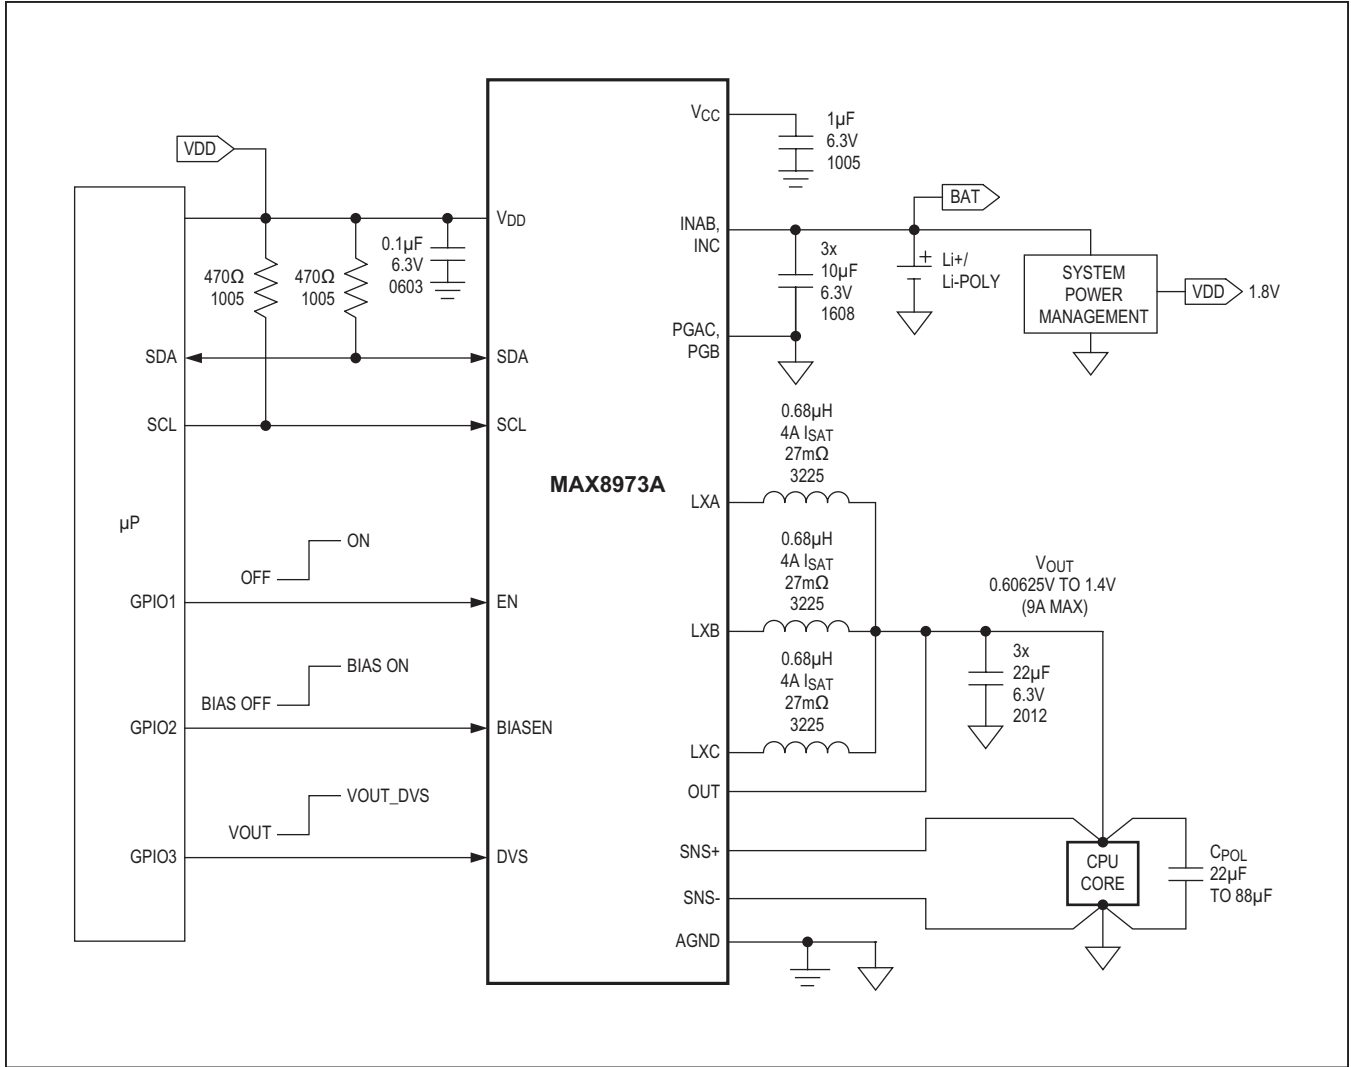 VDD
470Ω
1005
470Ω
1005
0.1µF
6.3V
0603
SDA
SCL
µP
OFF
ON
GPIO1
BIAS OFF
BIAS ON
GPIO2
VOUT
VOUT_DVS
GPIO3
VDD
SDA
SCL
MAX8973A
EN
BIASEN
DVS
VCC
INAB,
INC
PGAC,
PGB
LXA
LXB
LXC
OUT
SNS+
SNS-
AGND
1µF
6.3V
1005
BAT
3x
10µF
6.3V
1608
+
Li+/
Li-POLY
SYSTEM
POWER
MANAGEMENT
VDD
1.8V
0.68µH
4A ISAT
27mΩ
3225
0.68µH
4A ISAT
27mΩ
3225
0.68µH
4A ISAT
27mΩ
3225
VOUT
0.60625V TO 1.4V
(9A MAX)
3x
22µF
6.3V
2012
CPU
CORE
CPOL
22µF
TO 88µF